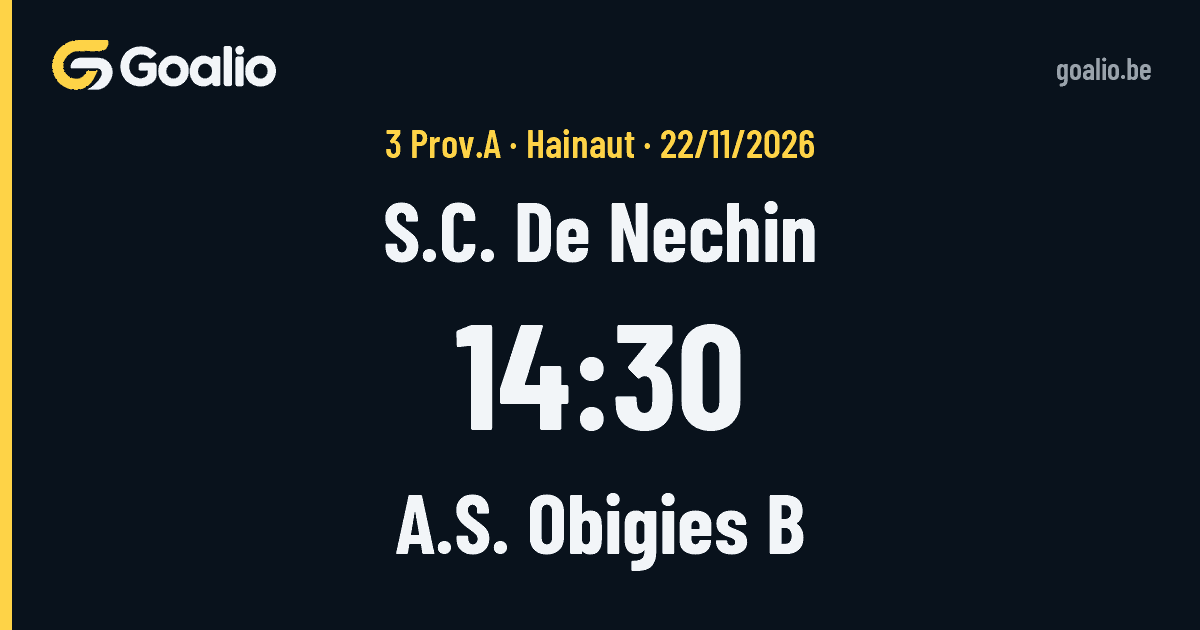 Goalio
goalio.be
3 Prov.A · Hainaut · 22/11/2026
S.C. De Nechin
14:30
A.S. Obigies B